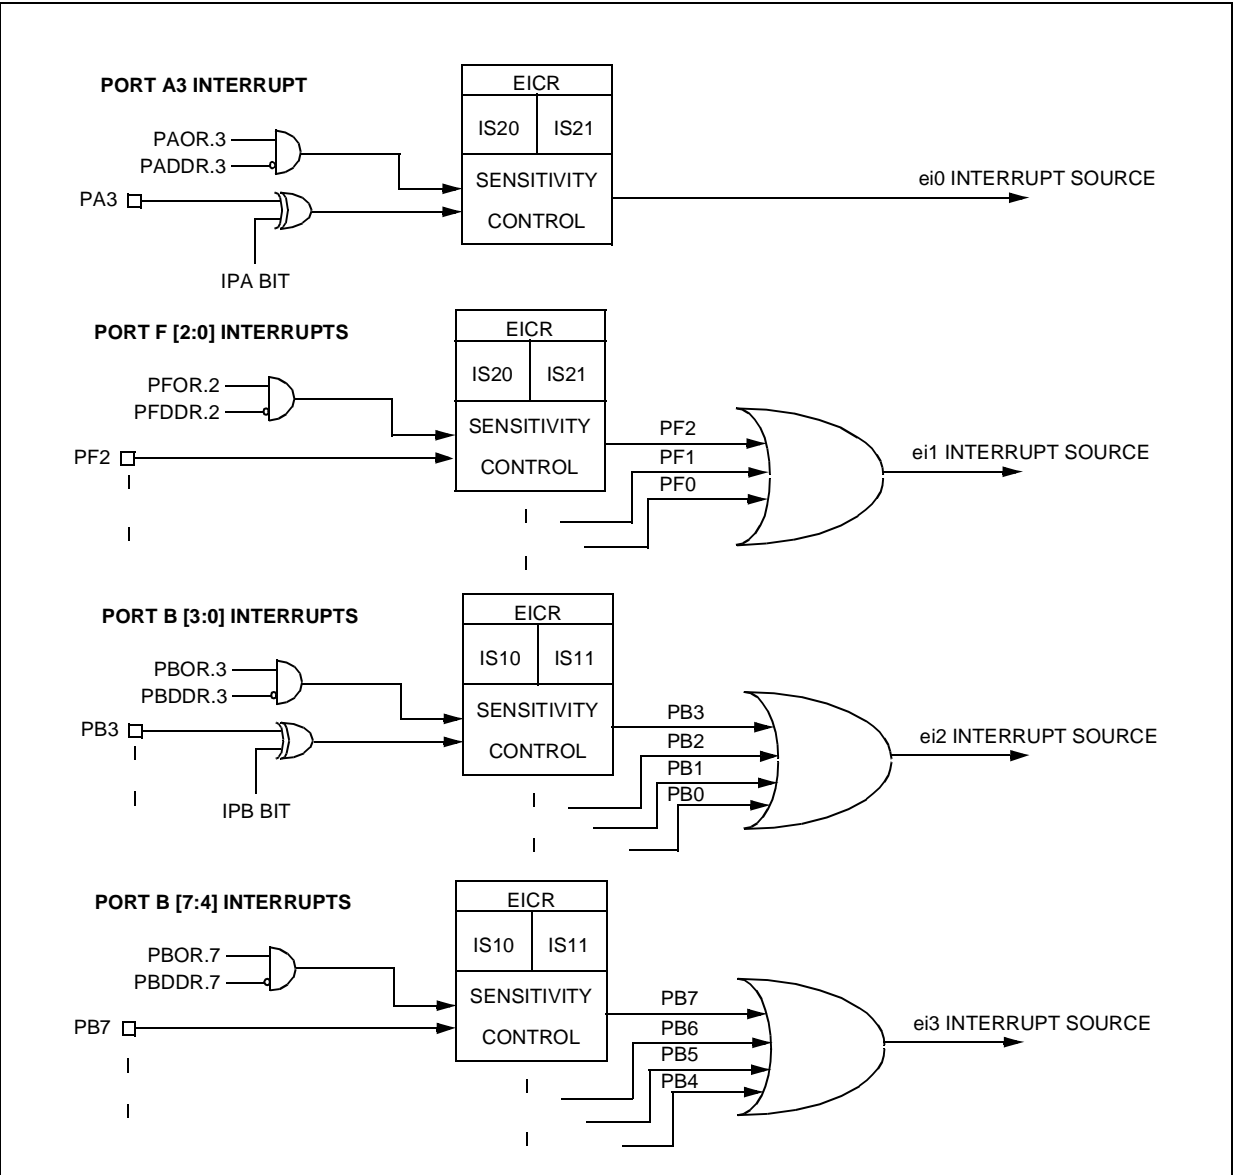 PORT A3 INTERRUPT
EICR
IS20 IS21
PAOR.3
PADDR.3
SENSITIVITY
CONTROL
PA3
IPA BIT
ei0 INTERRUPT SOURCE
PORT F [2:0] INTERRUPTS
EICR
IS20 IS21
PFOR.2
PFDDR.2
SENSITIVITY
CONTROL
PF2
PF2
PF1
PF0
ei1 INTERRUPT SOURCE
PORT B [3:0] INTERRUPTS
EICR
IS10 IS11
PBOR.3
PBDDR.3
SENSITIVITY
CONTROL
PB3
IPB BIT
PB3
PB2
PB1
PB0
ei2 INTERRUPT SOURCE
PORT B [7:4] INTERRUPTS
EICR
IS10 IS11
PBOR.7
PBDDR.7
SENSITIVITY
CONTROL
PB7
PB7
PB6
PB5
PB4
ei3 INTERRUPT SOURCE